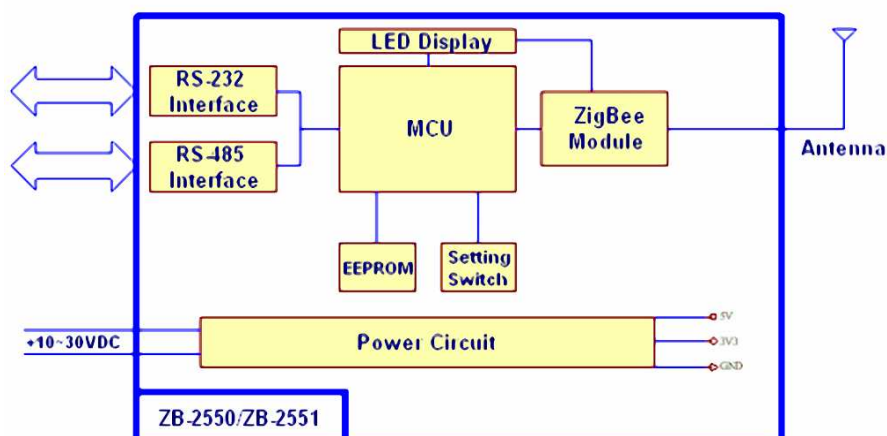 LED Display
RS-232
Interface
MCU
ZigBee
Module
Antenna
RS-485
Interface
EEPROM
Setting
Switch
+10~30VDC
Power Circuit
5V
3V3
GND
ZB-2550/ZB-2551